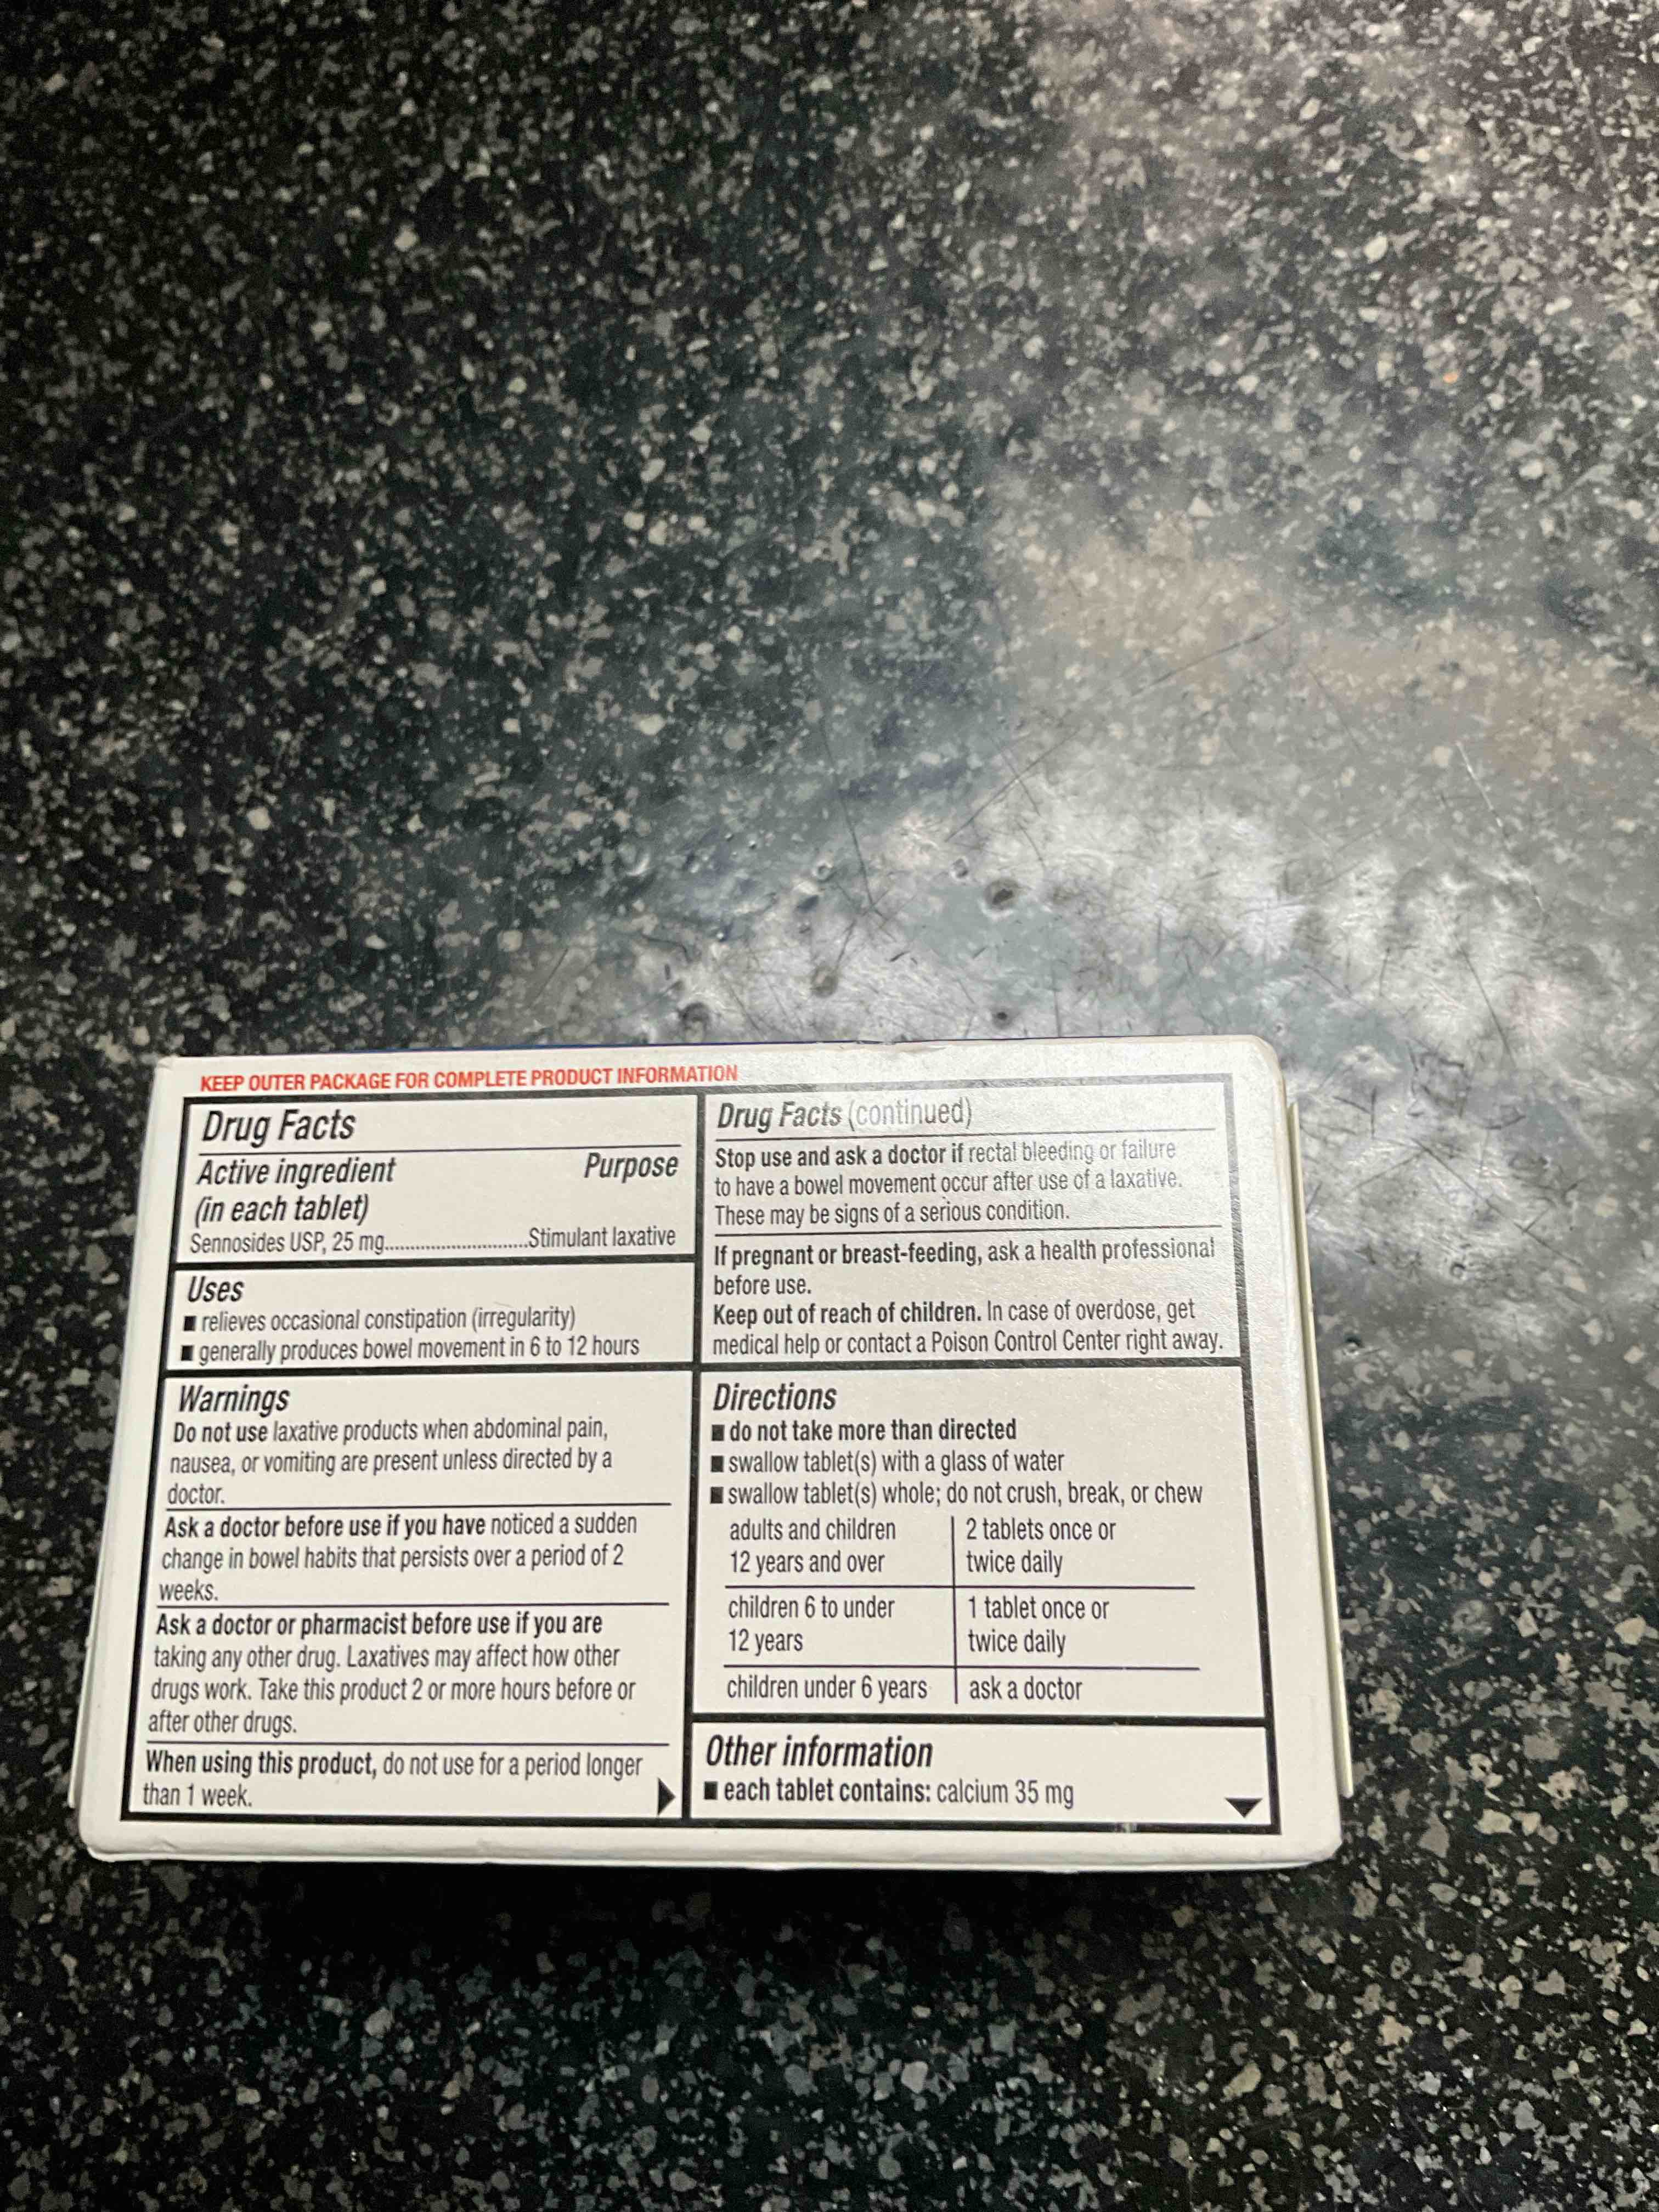 KEEP OUTER PACKAGE FOR COMPLETE PRODUCT INFORMATION
Drug Facts
Active ingredient Purpose
(in each tablet)
Sennosides USP, 25 mg............................Stimulant laxative
Uses
■ relieves occasional constipation (irregularity)
■ generally produces bowel movement in 6 to 12 hours
Warnings
Do not use laxative products when abdominal pain,
nausea, or vomiting are present unless directed by a
doctor.
Ask a doctor before use if you have noticed a sudden
change in bowel habits that persists over a period of 2
weeks.
Ask a doctor or pharmacist before use if you are
taking any other drug. Laxatives may affect how other
drugs work. Take this product 2 or more hours before or
after other drugs.
When using this product, do not use for a period longer
than 1 week.
Drug Facts (continued)
Stop use and ask a doctor if rectal bleeding or failure
to have a bowel movement occur after use of a laxative.
These may be signs of a serious condition.
If pregnant or breast-feeding, ask a health professional
before use.
Keep out of reach of children. In case of overdose, get
medical help or contact a Poison Control Center right away.
Directions
■ do not take more than directed
■ swallow tablet(s) with a glass of water
■ swallow tablet(s) whole; do not crush, break, or chew
adults and children 2 tablets once or
12 years and over twice daily
children 6 to under 1 tablet once or
12 years twice daily
children under 6 years ask a doctor
Other information
■ each tablet contains: calcium 35 mg